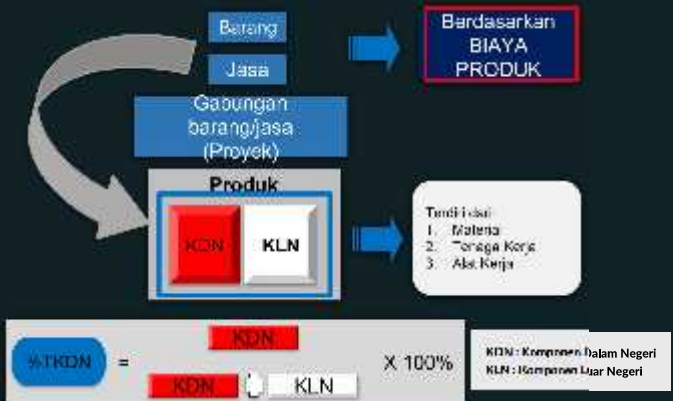 Barang
Jasa
Gabungan
barang/jasa
(Proyek)
Berdasarkan
BIAYA
PRODUK
Produk
KDN
KLN
Terdiri dari
1. Material
2. Tenaga Kerja
3. Alat Kerja
%TKDN =
KDN
KDN
KLN
X 100%
KDN : Komponen Dalam Negeri
KLN : Komponen Luar Negeri